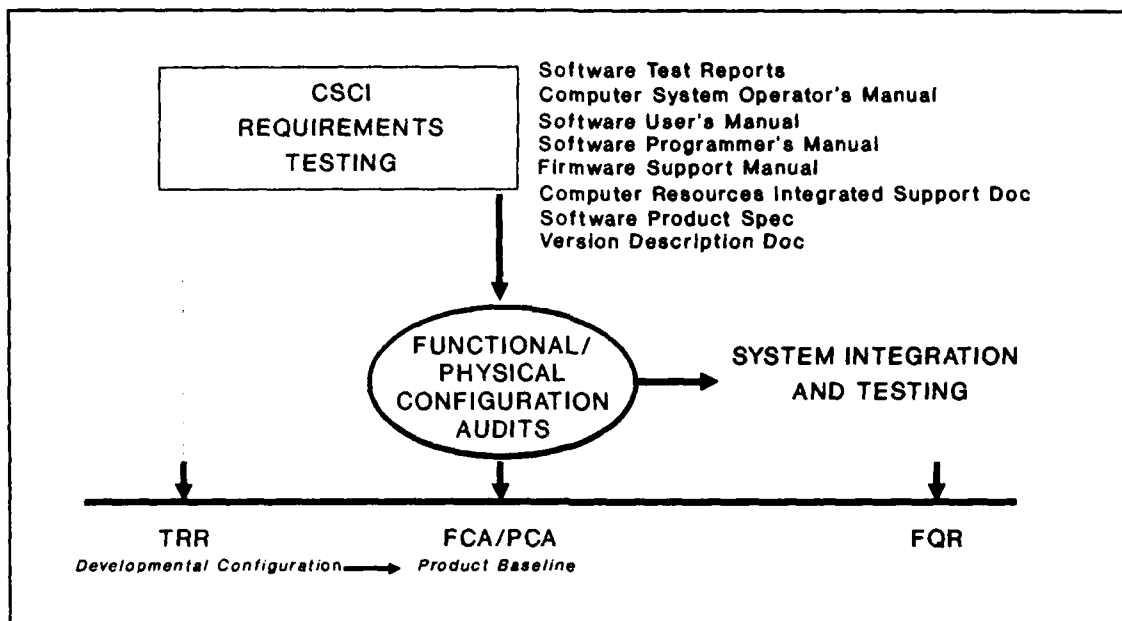 CSCI
REQUIREMENTS
TESTING
Software Test Reports
Computer System Operator's Manual
Software User's Manual
Software Programmer's Manual
Firmware Support Manual
Computer Resources Integrated Support Doc
Software Product Spec
Version Description Doc
FUNCTIONAL/
PHYSICAL
CONFIGURATION
AUDITS
SYSTEM INTEGRATION
AND TESTING
TRR
FCA/PCA
FQR
Developmental Configuration
Product Baseline